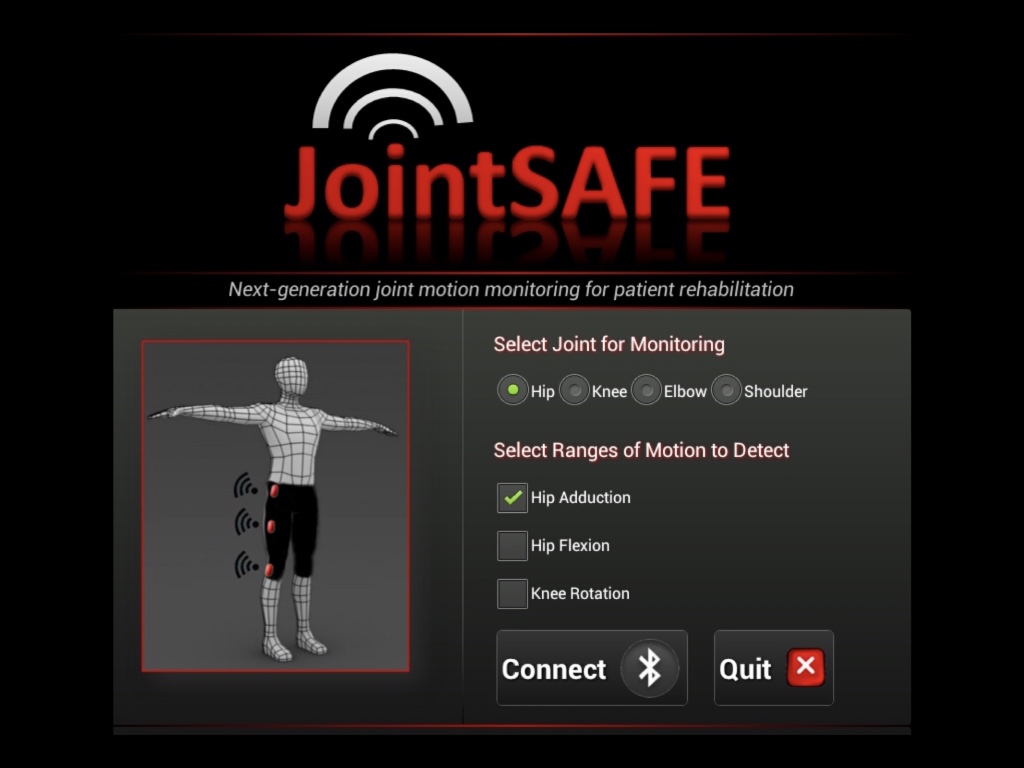 JointSAFE
Next-generation joint motion monitoring for patient rehabilitation
Select Joint for Monitoring
Hip Knee Elbow Shoulder
Select Ranges of Motion to Detect
Hip Adduction
Hip Flexion
Knee Rotation
Connect Quit